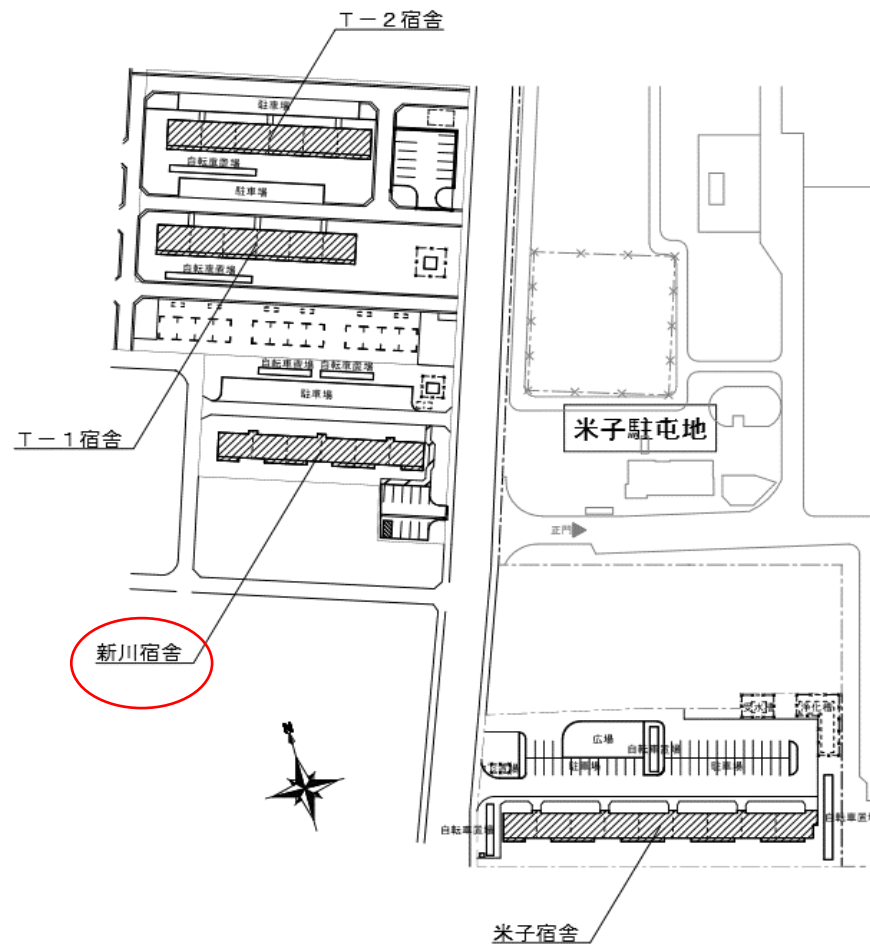 T－2宿舎
駐車場
自転車置場
駐車場
自転車置場
自転車置場 自転車置場
駐車場
米子駐屯地
T－1宿舎
正門
新川宿舎
N
受水槽
浄化槽
広場
自転車置場
駐車場
駐車場
自転車置場
自転車置場
米子宿舎